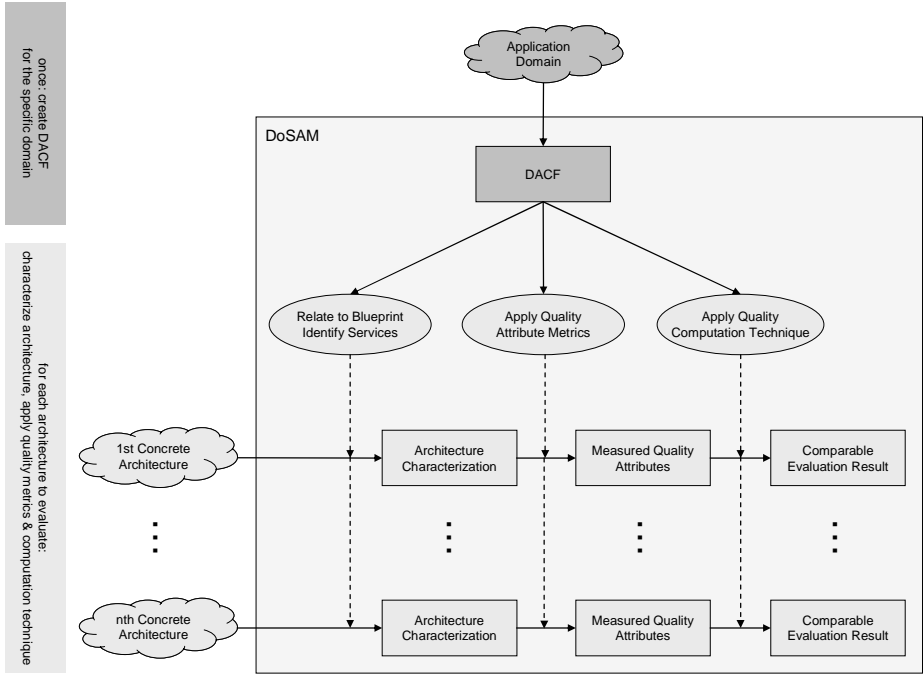 once: create DACF
for the specific domain
Application
Domain
DoSAM
DACF
Relate to Blueprint
Identify Services
Apply Quality
Attribute Metrics
Apply Quality
Computation Technique
for each architecture to evaluate:
characterize architecture, apply quality metrics & computation technique
1st Concrete
Architecture
Architecture
Characterization
Measured Quality
Attributes
Comparable
Evaluation Result
nth Concrete
Architecture
Architecture
Characterization
Measured Quality
Attributes
Comparable
Evaluation Result